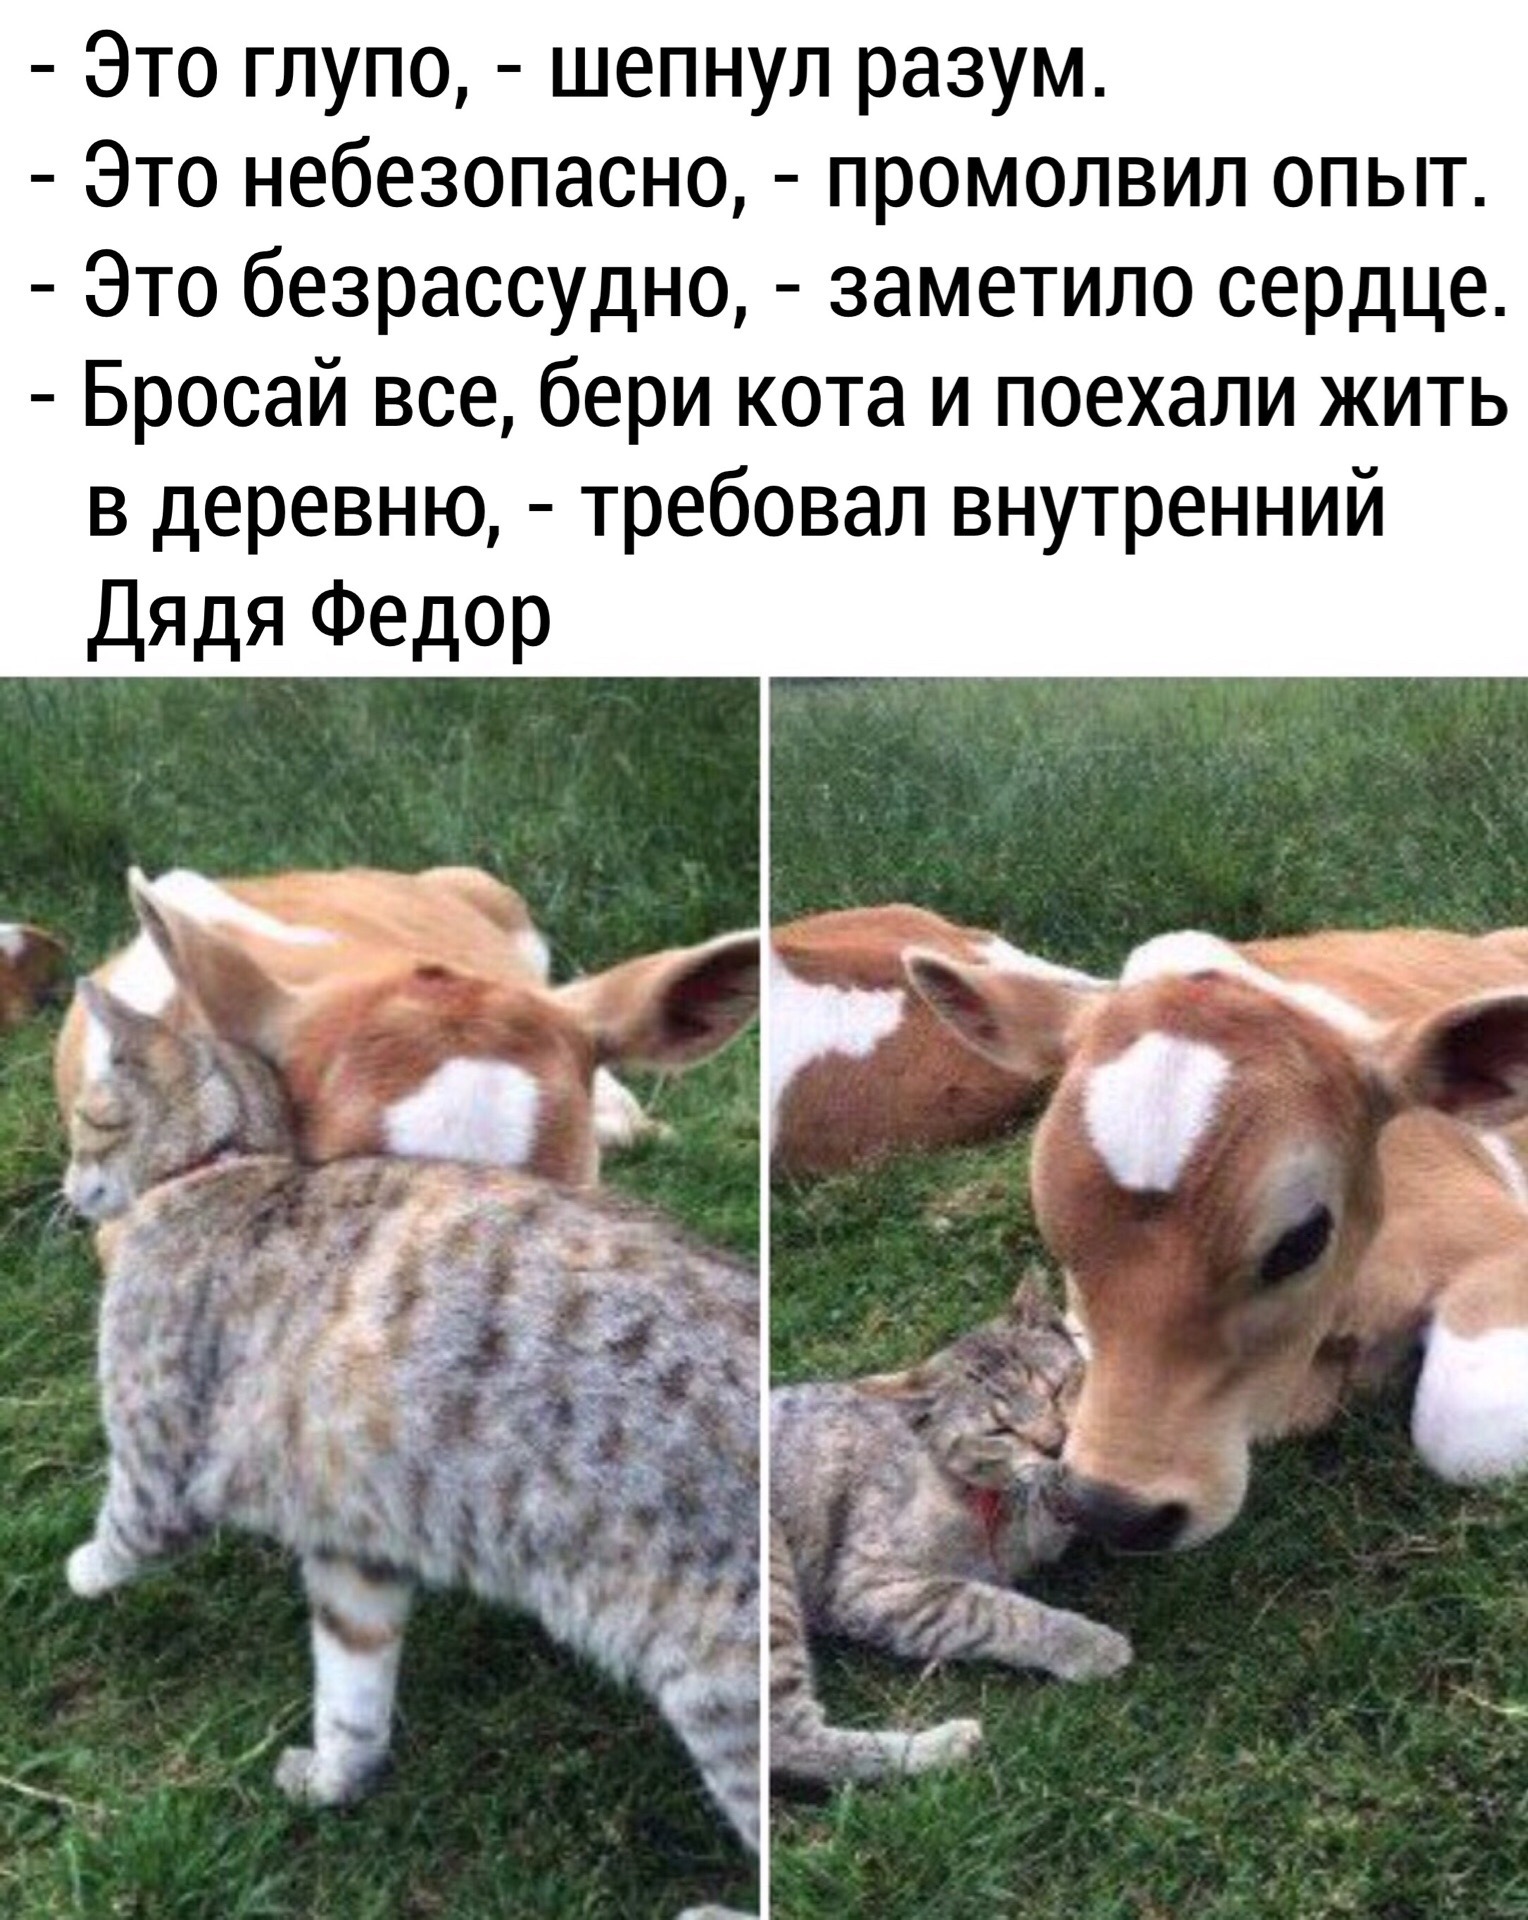 - Это глупо, - шепнул разум.
- Это небезопасно, - промолвил опыт.
- Это безрассудно, - заметило сердце.
- Бросай все, бери кота и поехали жить
в деревню, - требовал внутренний
Дядя Федор